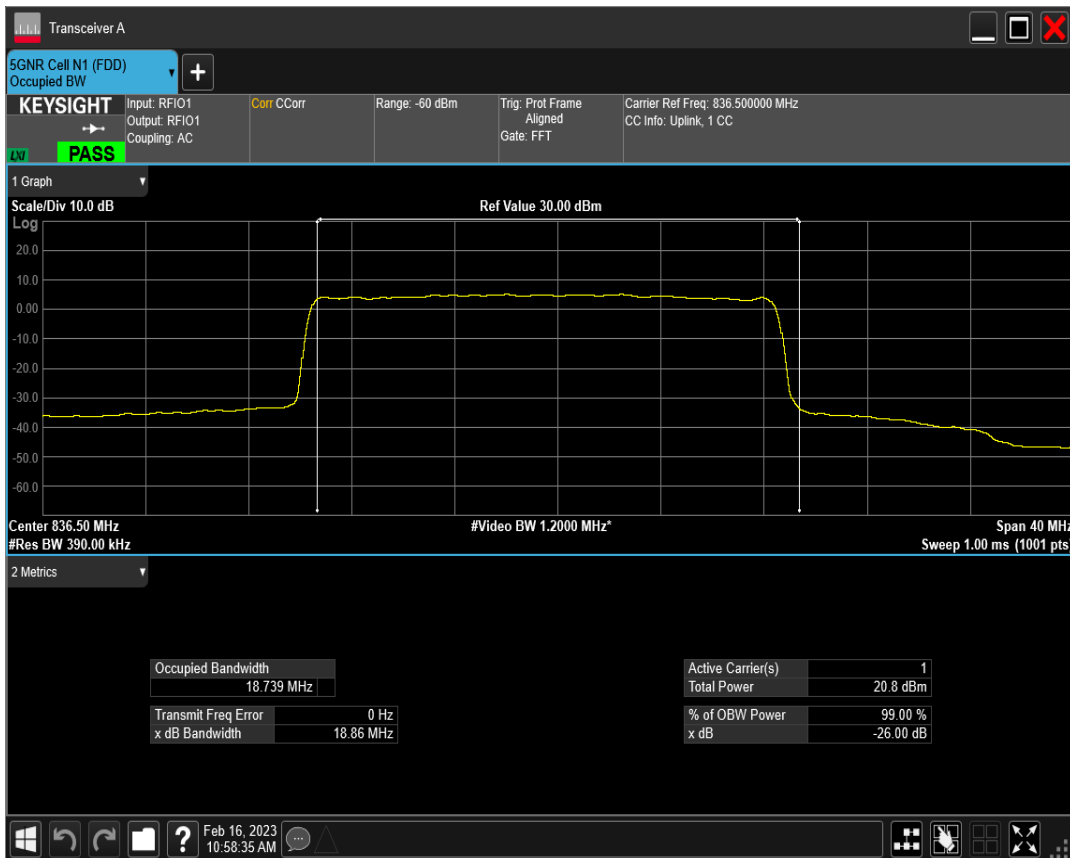 Transceiver A
5GNR Cell N1 (FDD)
Occupied BW
+
KEYSIGHT
LXI
PASS
Input: RFIO1
Output: RFIO1
Coupling: AC
Corr CCorr
Range: -60 dBm
Trig: Prot Frame
Aligned
Gate: FFT
Carrier Ref Freq: 836.500000 MHz
CC Info: Uplink, 1 CC
1 Graph
Scale/Div 10.0 dB
Ref Value 30.00 dBm
Log
20.0
10.0
0.00
-10.0
-20.0
-30.0
-40.0
-50.0
-60.0
Center 836.50 MHz
#Video BW 1.2000 MHz*
Span 40 MHz
#Res BW 390.00 kHz
Sweep 1.00 ms (1001 pts)
2 Metrics
Occupied Bandwidth
18.739 MHz
Transmit Freq Error 0 Hz
x dB Bandwidth 18.86 MHz
Active Carrier(s) 1
Total Power 20.8 dBm
% of OBW Power 99.00 %
x dB -26.00 dB
?
Feb 16, 2023
10:58:35 AM